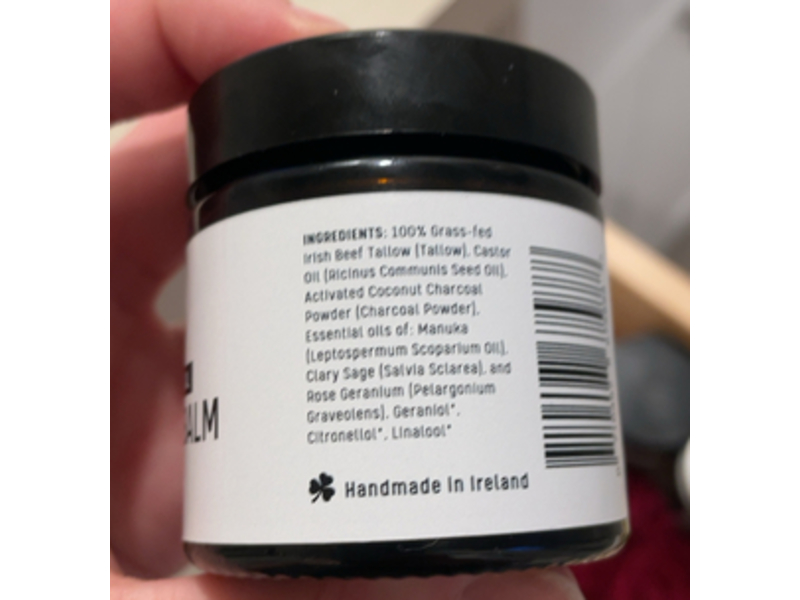 INGREDIENTS: 100% Grass-fed
Irish Beef Tallow (Tallow), Castor
Oil (Ricinus Communis Seed Oil),
Activated Coconut Charcoal
Powder (Charcoal Powder),
Essential oils of: Manuka
(Leptospermum Scoparium Oil),
Clary Sage (Salvia Sclarea), and
Rose Geranium (Pelargonium
Graveolens), Geraniol*,
Citronellol*, Linalool*
Handmade in Ireland
ALM